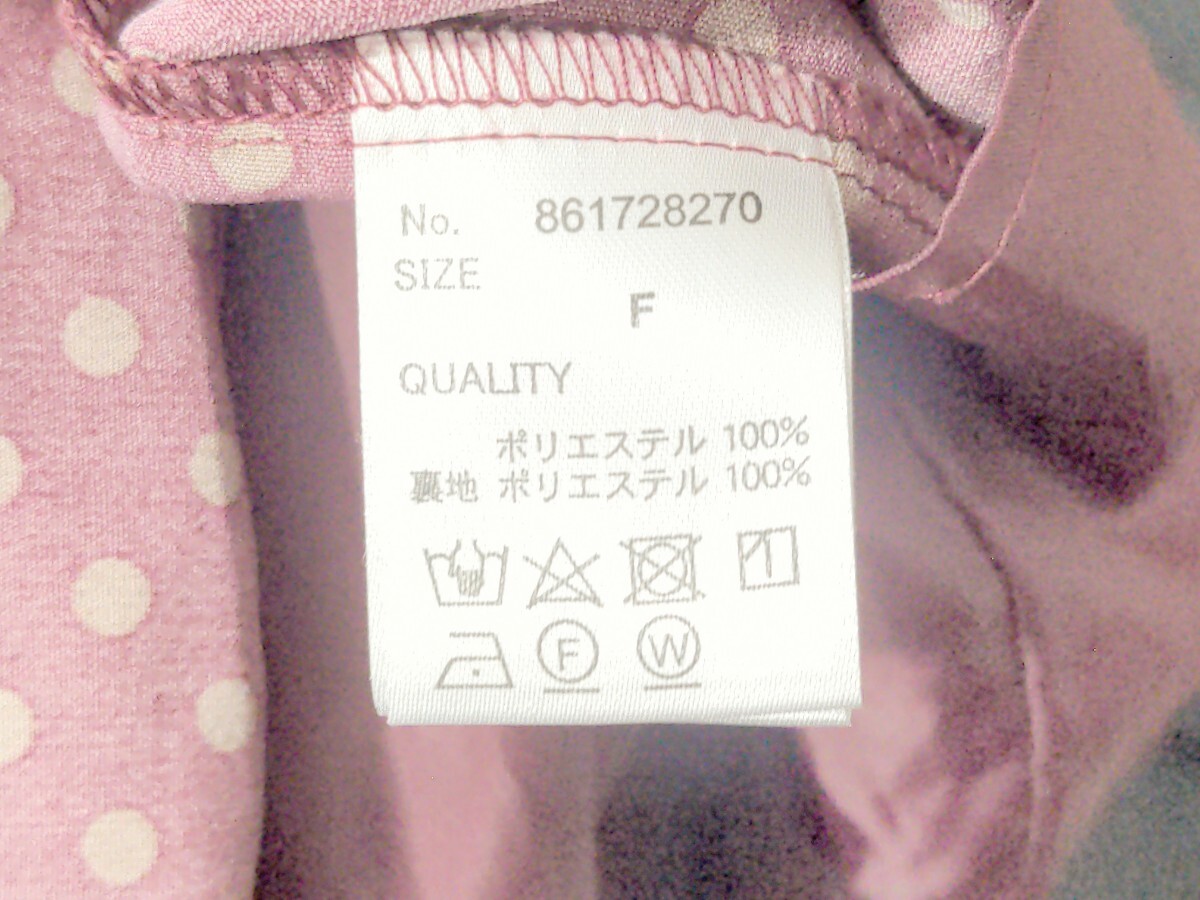 No. 861728270
SIZE
F
QUALITY
ポリエステル 100%
裏地 ポリエステル 100%
F W